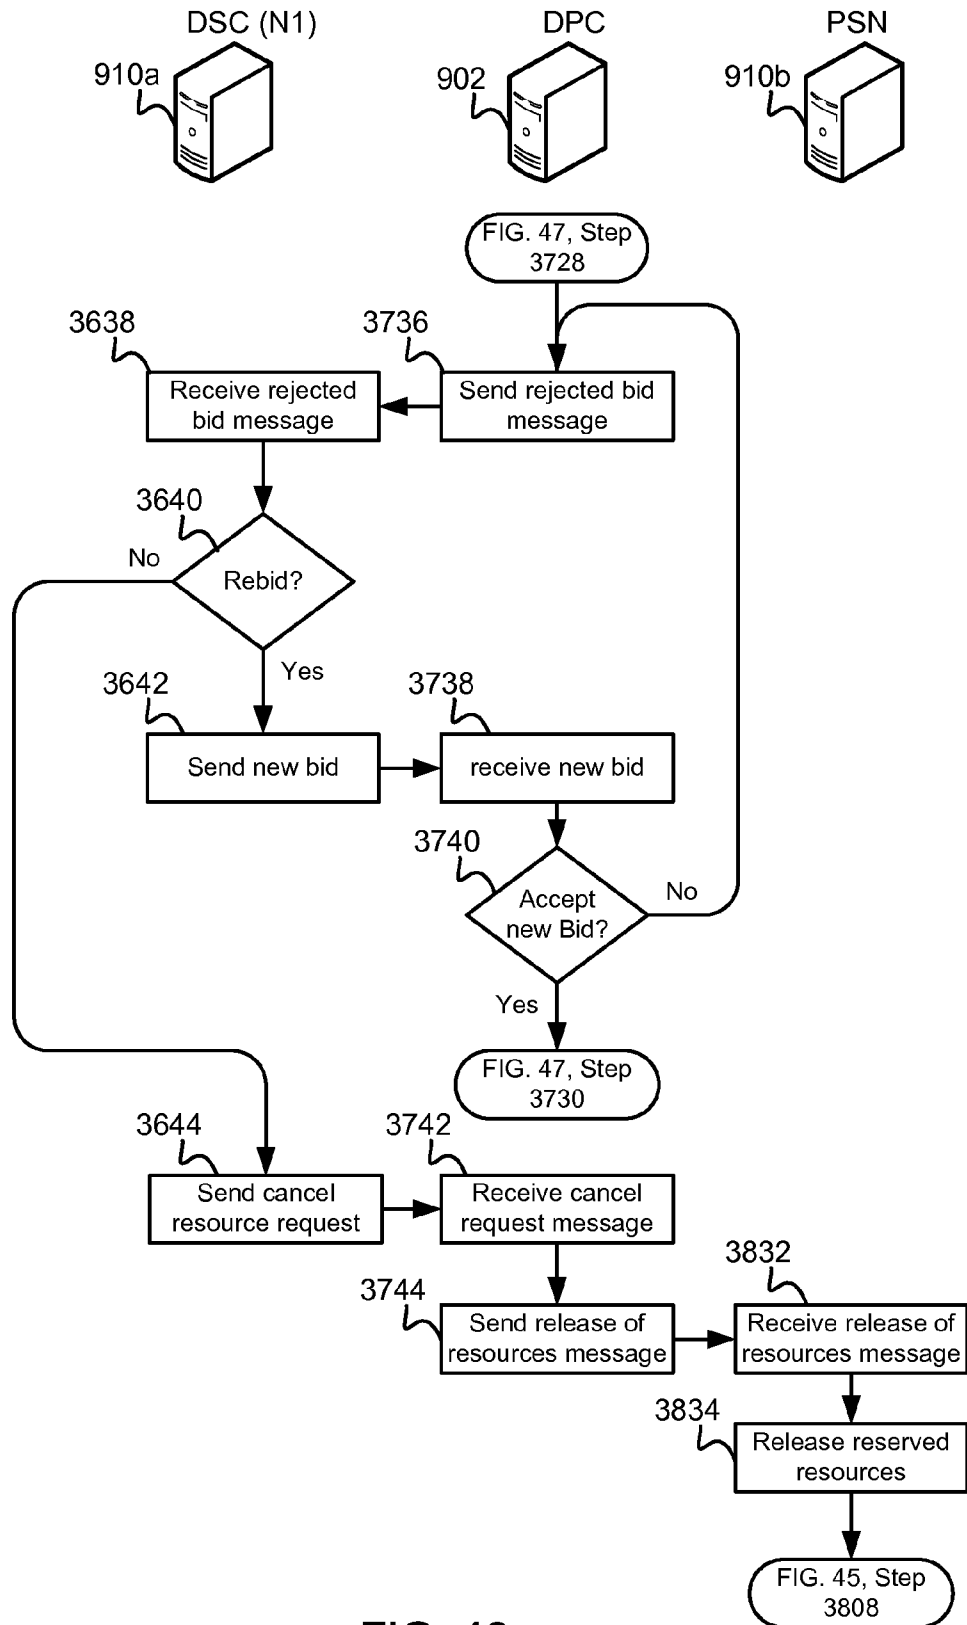 DSC (N1)
DPC
PSN
910a
902
910b
FIG. 47, Step
3728
3638
3736
Receive rejected
bid message
Send rejected bid
message
3640
No
Rebid?
Yes
3642
3738
Send new bid
receive new bid
3740
Accept
new Bid?
No
Yes
FIG. 47, Step
3730
3644
3742
Send cancel
resource request
Receive cancel
request message
3744
3832
Send release of
resources message
Receive release of
resources message
3834
Release reserved
resources
FIG. 45, Step
3808